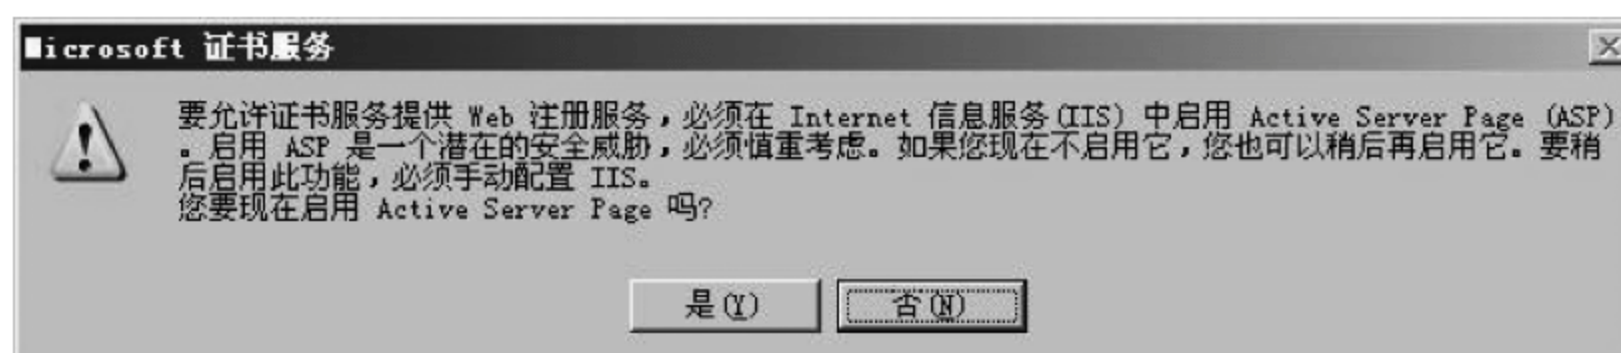 Microsoft 证书服务
要允许证书服务提供 Web 注册服务，必须在 Internet 信息服务(IIS) 中启用 Active Server Page (ASP)
。启用 ASP 是一个潜在的安全威胁，必须慎重考虑。如果您现在不启用它，您也可以稍后再启用它。要稍
后启用此功能，必须手动配置 IIS。
您要现在启用 Active Server Page 吗?
是(Y)
否(N)